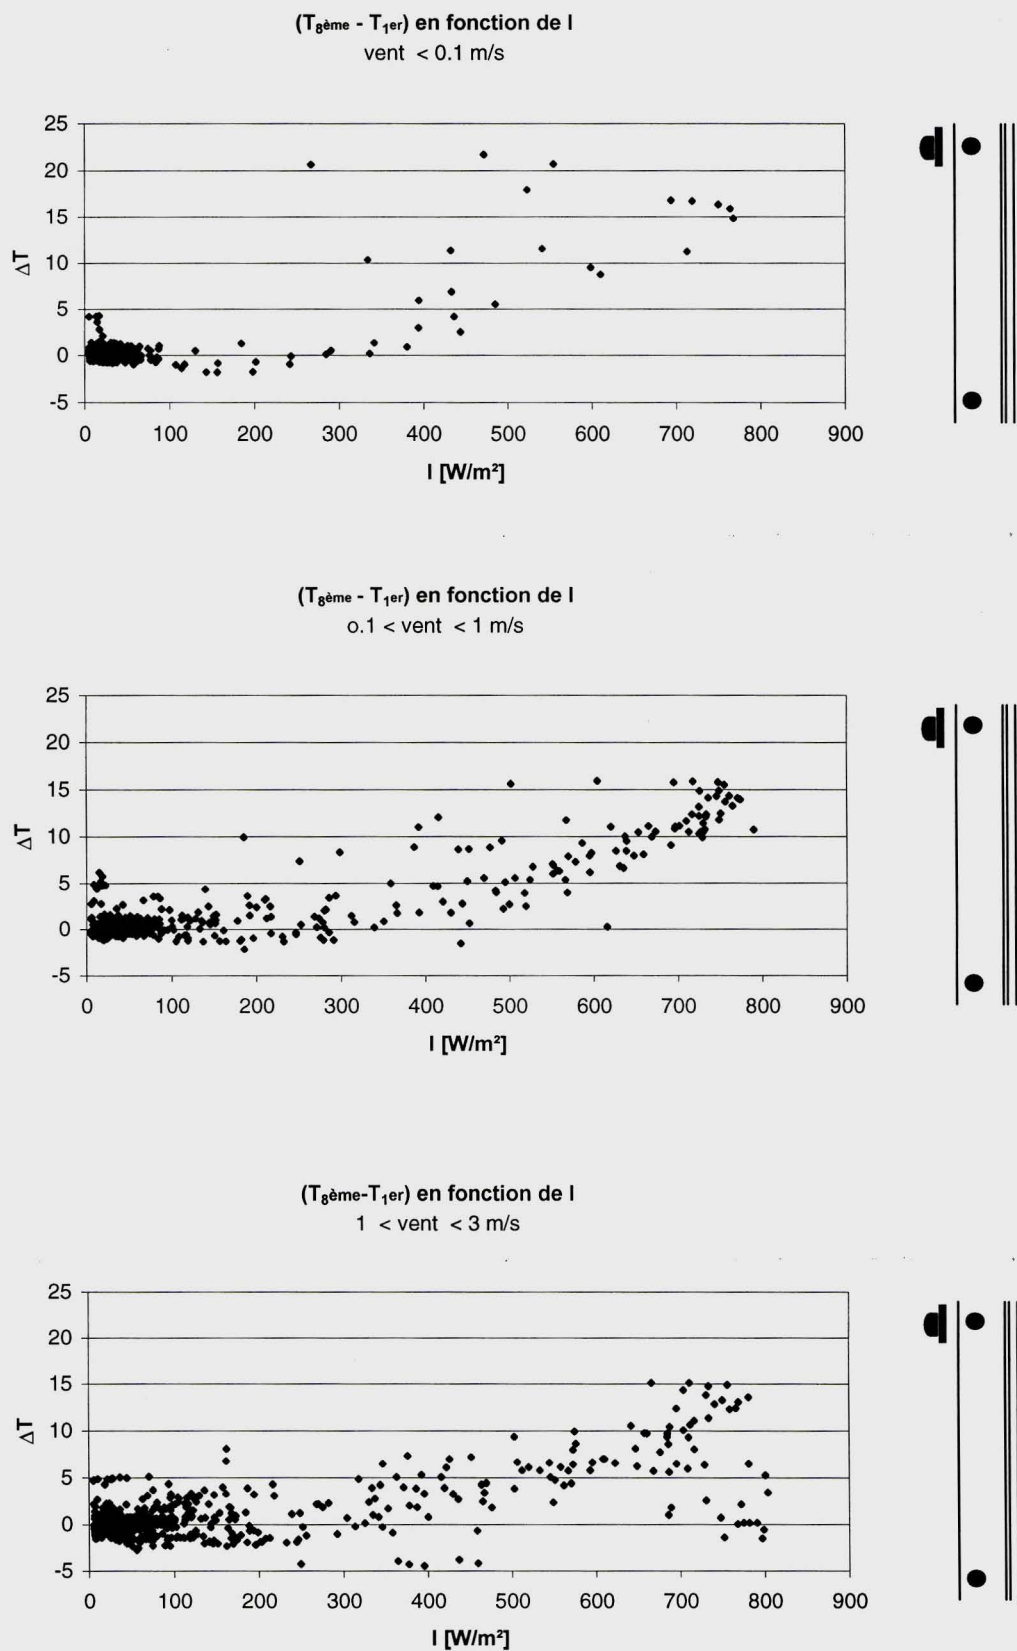 (T8ème - T1er) en fonction de I
vent < 0.1 m/s
25
20
15
10
5
0
-5
ΔT
0 100 200 300 400 500 600 700 800 900
I [W/m²]
(T8ème - T1er) en fonction de I
o.1 < vent < 1 m/s
25
20
15
10
5
0
-5
ΔT
0 100 200 300 400 500 600 700 800 900
I [W/m²]
(T8ème-T1er) en fonction de I
1 < vent < 3 m/s
25
20
15
10
5
0
-5
ΔT
0 100 200 300 400 500 600 700 800 900
I [W/m²]